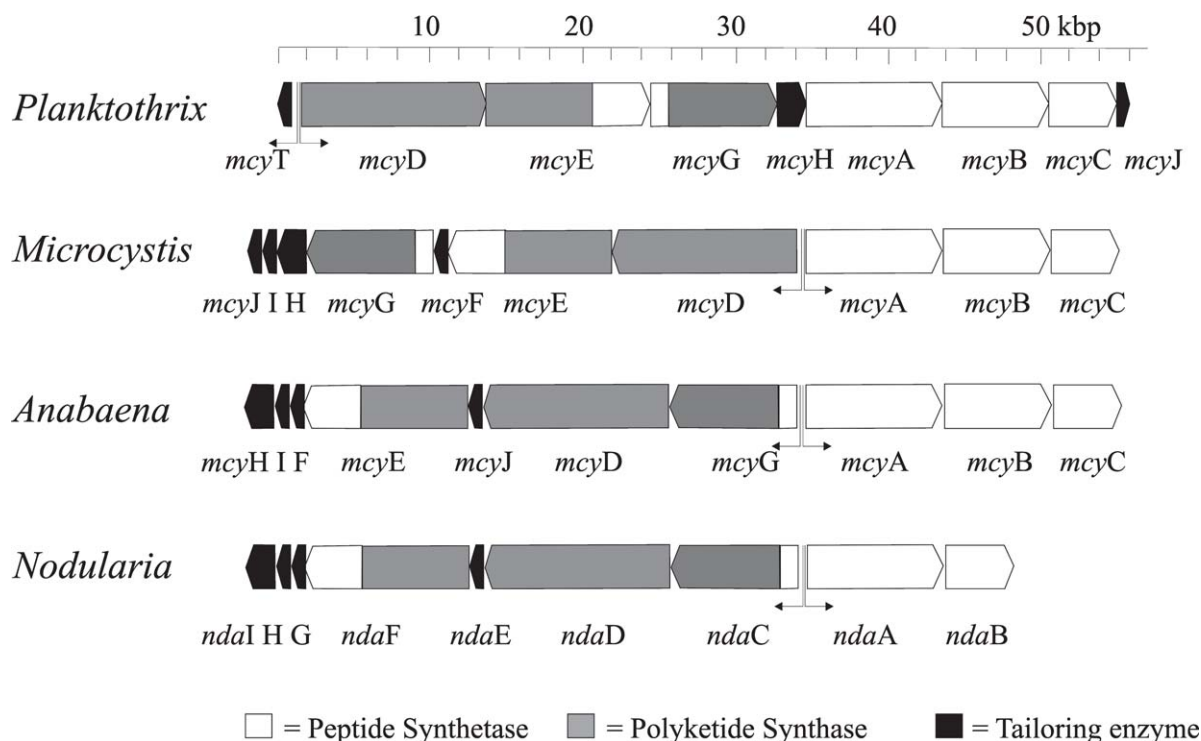 10 20 30 40 50 kbp
Planktothrix
mcyT mcyD mcyE mcyG mcyH mcyA mcyB mcyC mcyJ
Microcystis
mcyJ I H mcyG mcyF mcyE mcyD mcyA mcyB mcyC
Anabaena
mcyH I F mcyE mcyJ mcyD mcyG mcyA mcyB mcyC
Nodularia
ndaI H G ndaF ndaE ndaD ndaC ndaA ndaB
= Peptide Synthetase = Polyketide Synthase = Tailoring enzyme